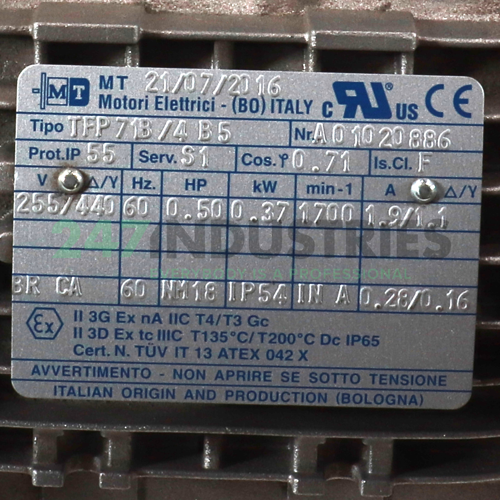 MT MT 21/07/2016
Motori Elettrici - (BO) ITALY c RU US CE
Tipo TFP 71B /4 B5 Nr. A01020886
Prot.IP 55 Serv. S1 Cos.φ 0.71 Is.Cl. F
V △/Y Hz. HP kW min-1 A △/Y
255/440 60 0.50 0.37 1700 1.9/1.1
247 INDUSTRIES
BR CA 60 NM18 IP54 IN A 0.28/0.16
Ex II 3G Ex nA IIC T4/T3 Gc
II 3D Ex tc IIIC T135°C/T200°C Dc IP65
Cert. N. TÜV IT 13 ATEX 042 X
AVVERTIMENTO - NON APRIRE SE SOTTO TENSIONE
ITALIAN ORIGIN AND PRODUCTION (BOLOGNA)